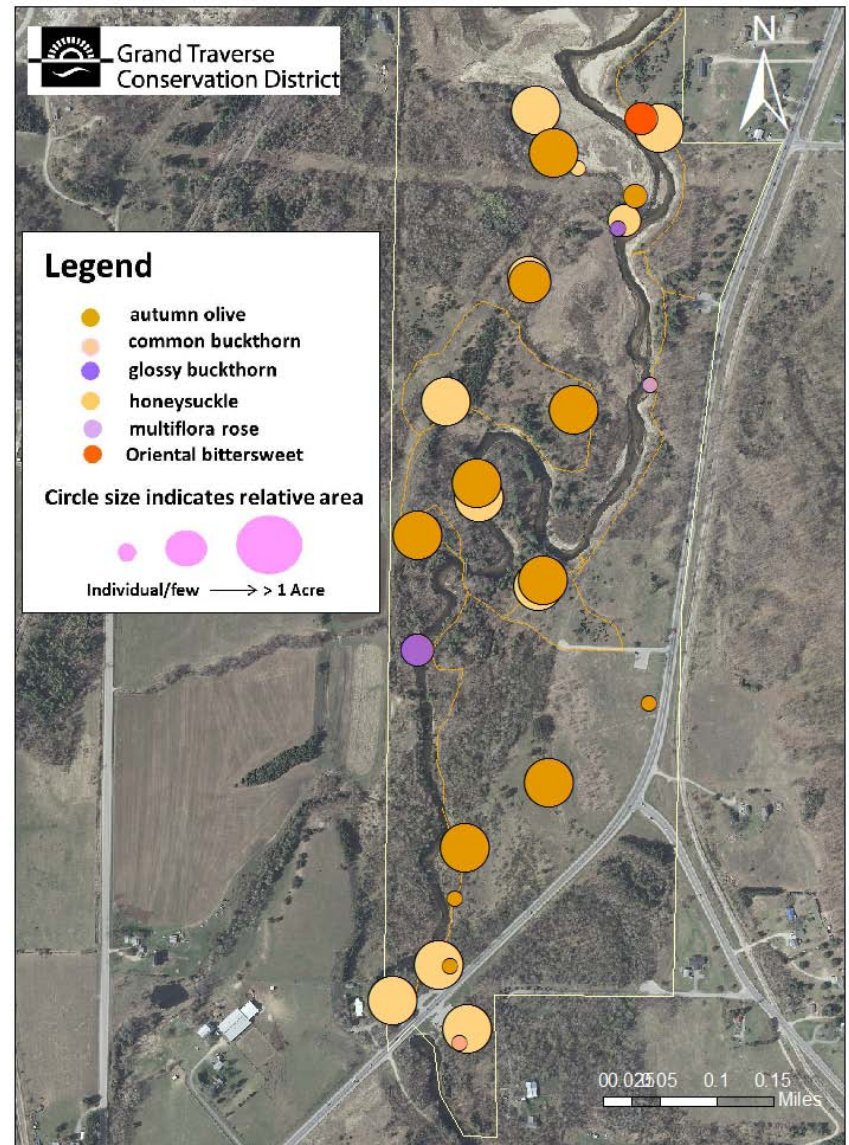 Grand Traverse
Conservation District
N
Legend
autumn olive
common buckthorn
glossy buckthorn
honeysuckle
multiflora rose
Oriental bittersweet
Circle size indicates relative area
Individual/few > 1 Acre
0.1 0.15
Miles